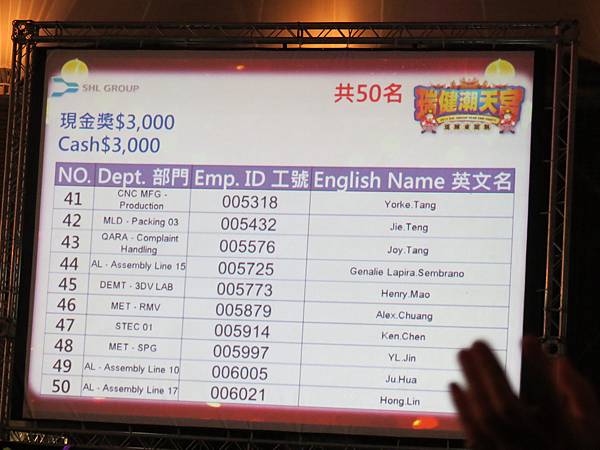 SHL GROUP
共50名
瑞健潮天宮
現金獎$3,000
Cash$3,000
NO. Dept. 部門 Emp. ID 工號 English Name 英文名
41 CNC MFG - Production 005318 Yorke.Tang
42 MLD - Packing 03 005432 Jie.Teng
43 QARA - Complaint Handling 005576 Joy.Tang
44 AL - Assembly Line 15 005725 Genalie Lapira.Sembrano
45 DEMT - 3DV LAB 005773 Henry.Mao
46 MET - RMV 005879 Alex.Chuang
47 STEC 01 005914 Ken.Chen
48 MET - SPG 005997 YL.Jin
49 AL - Assembly Line 10 006005 Ju.Hua
50 AL - Assembly Line 17 006021 Hong.Lin